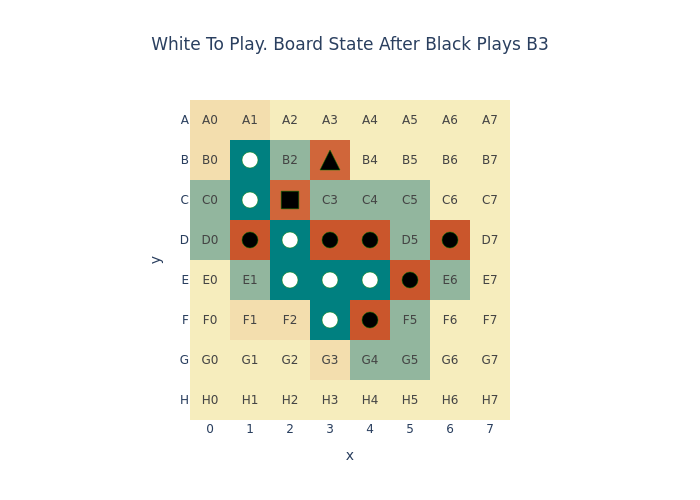 White To Play. Board State After Black Plays B3
A A0 A1 A2 A3 A4 A5 A6 A7
B B0 B2 B4 B5 B6 B7
C C0 C3 C4 C5 C6 C7
D D0 D5 D7
y
E E0 E1 E6 E7
F F0 F1 F2 F5 F6 F7
G G0 G1 G2 G3 G4 G5 G6 G7
H H0 H1 H2 H3 H4 H5 H6 H7
0 1 2 3 4 5 6 7
x